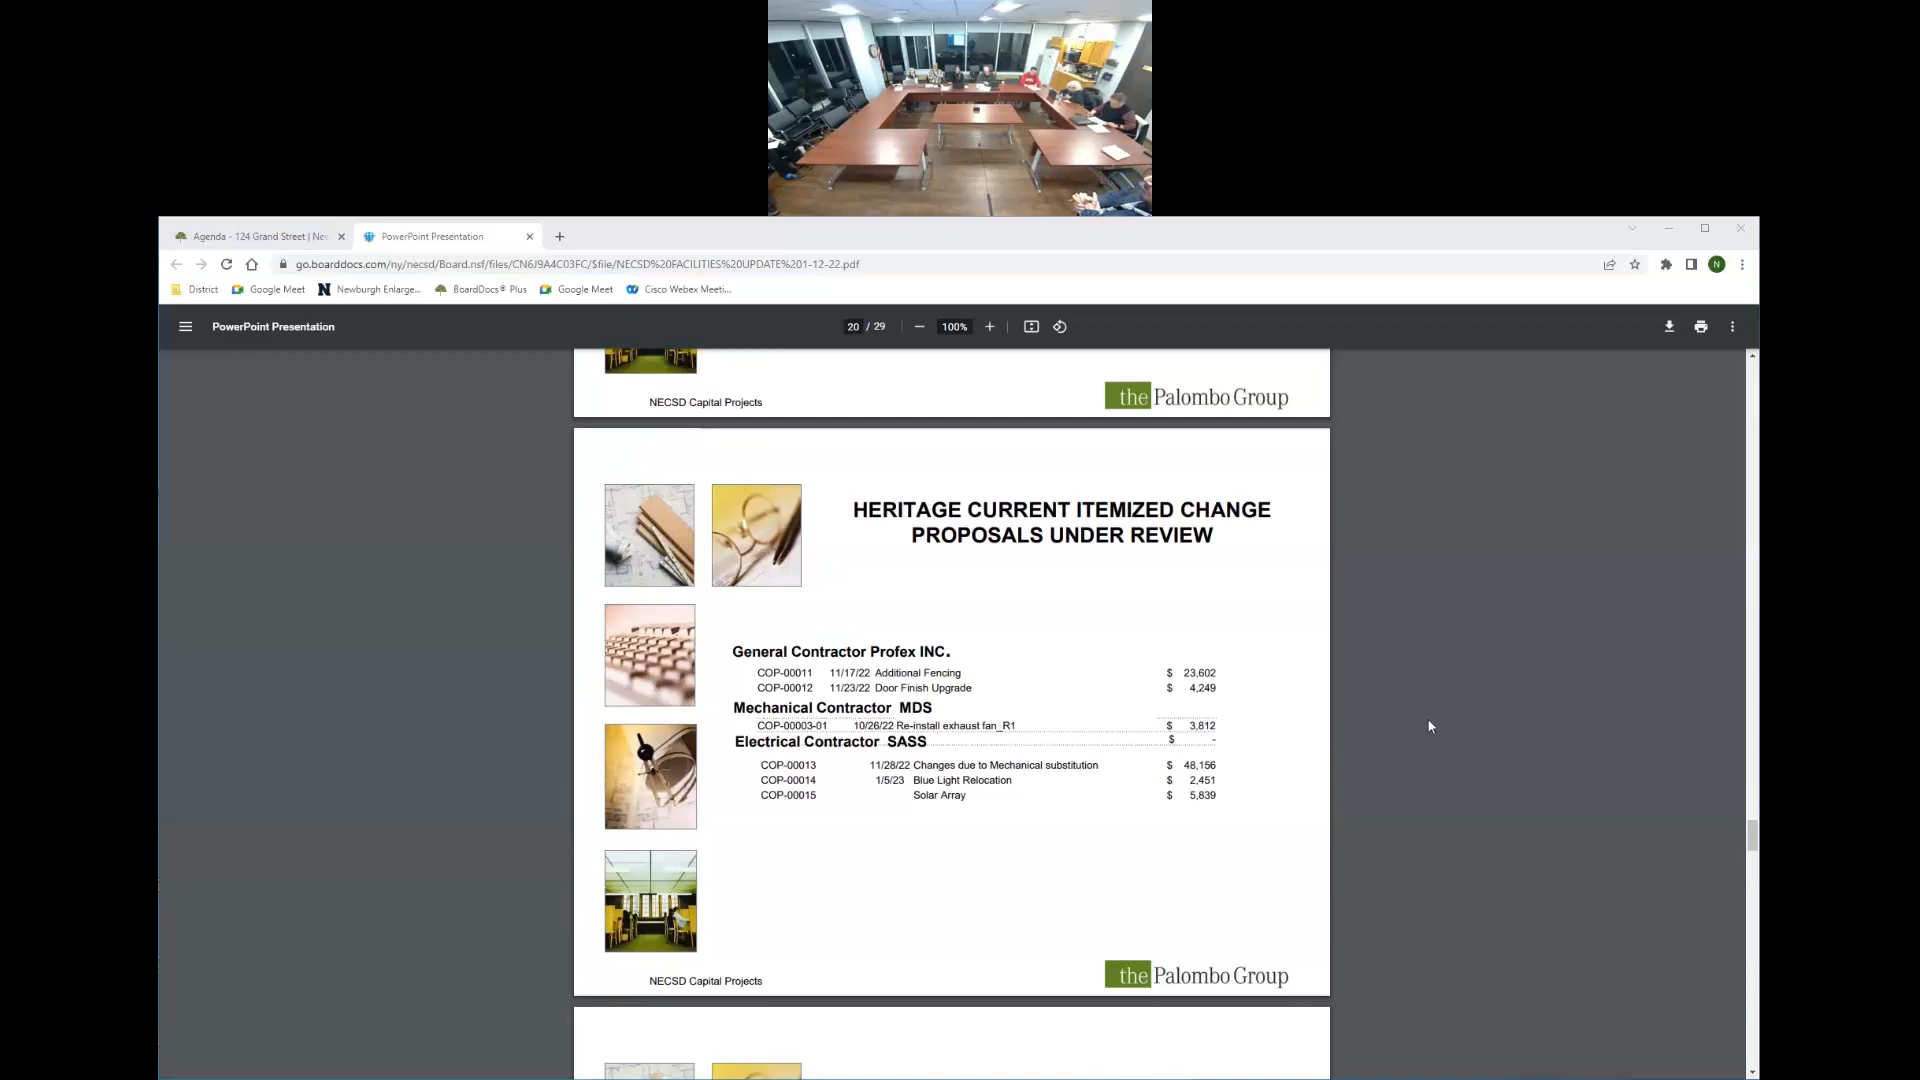 Agenda - 124 Grand Street | Nev
PowerPoint Presentation
go.boarddocs.com/ny/necsd/Board.nsf/files/CN6J9A4C03FC/$file/NECSD%20FACILITIES%20UPDATE%201-12-22.pdf
N
District
Google Meet
Newburgh Enlarge...
BoardDocs® Plus
Google Meet
Cisco Webex Meeti...
PowerPoint Presentation
20 / 29
100%
NECSD Capital Projects
the Palombo Group
HERITAGE CURRENT ITEMIZED CHANGE
PROPOSALS UNDER REVIEW
General Contractor Profex INC.
COP-00011 11/17/22 Additional Fencing $ 23,602
COP-00012 11/23/22 Door Finish Upgrade $ 4,249
Mechanical Contractor MDS
COP-00003-01 10/26/22 Re-install exhaust fan_R1 $ 3,812
Electrical Contractor SASS $ -
COP-00013 11/28/22 Changes due to Mechanical substitution $ 48,156
COP-00014 1/5/23 Blue Light Relocation $ 2,451
COP-00015 Solar Array $ 5,839
NECSD Capital Projects
the Palombo Group